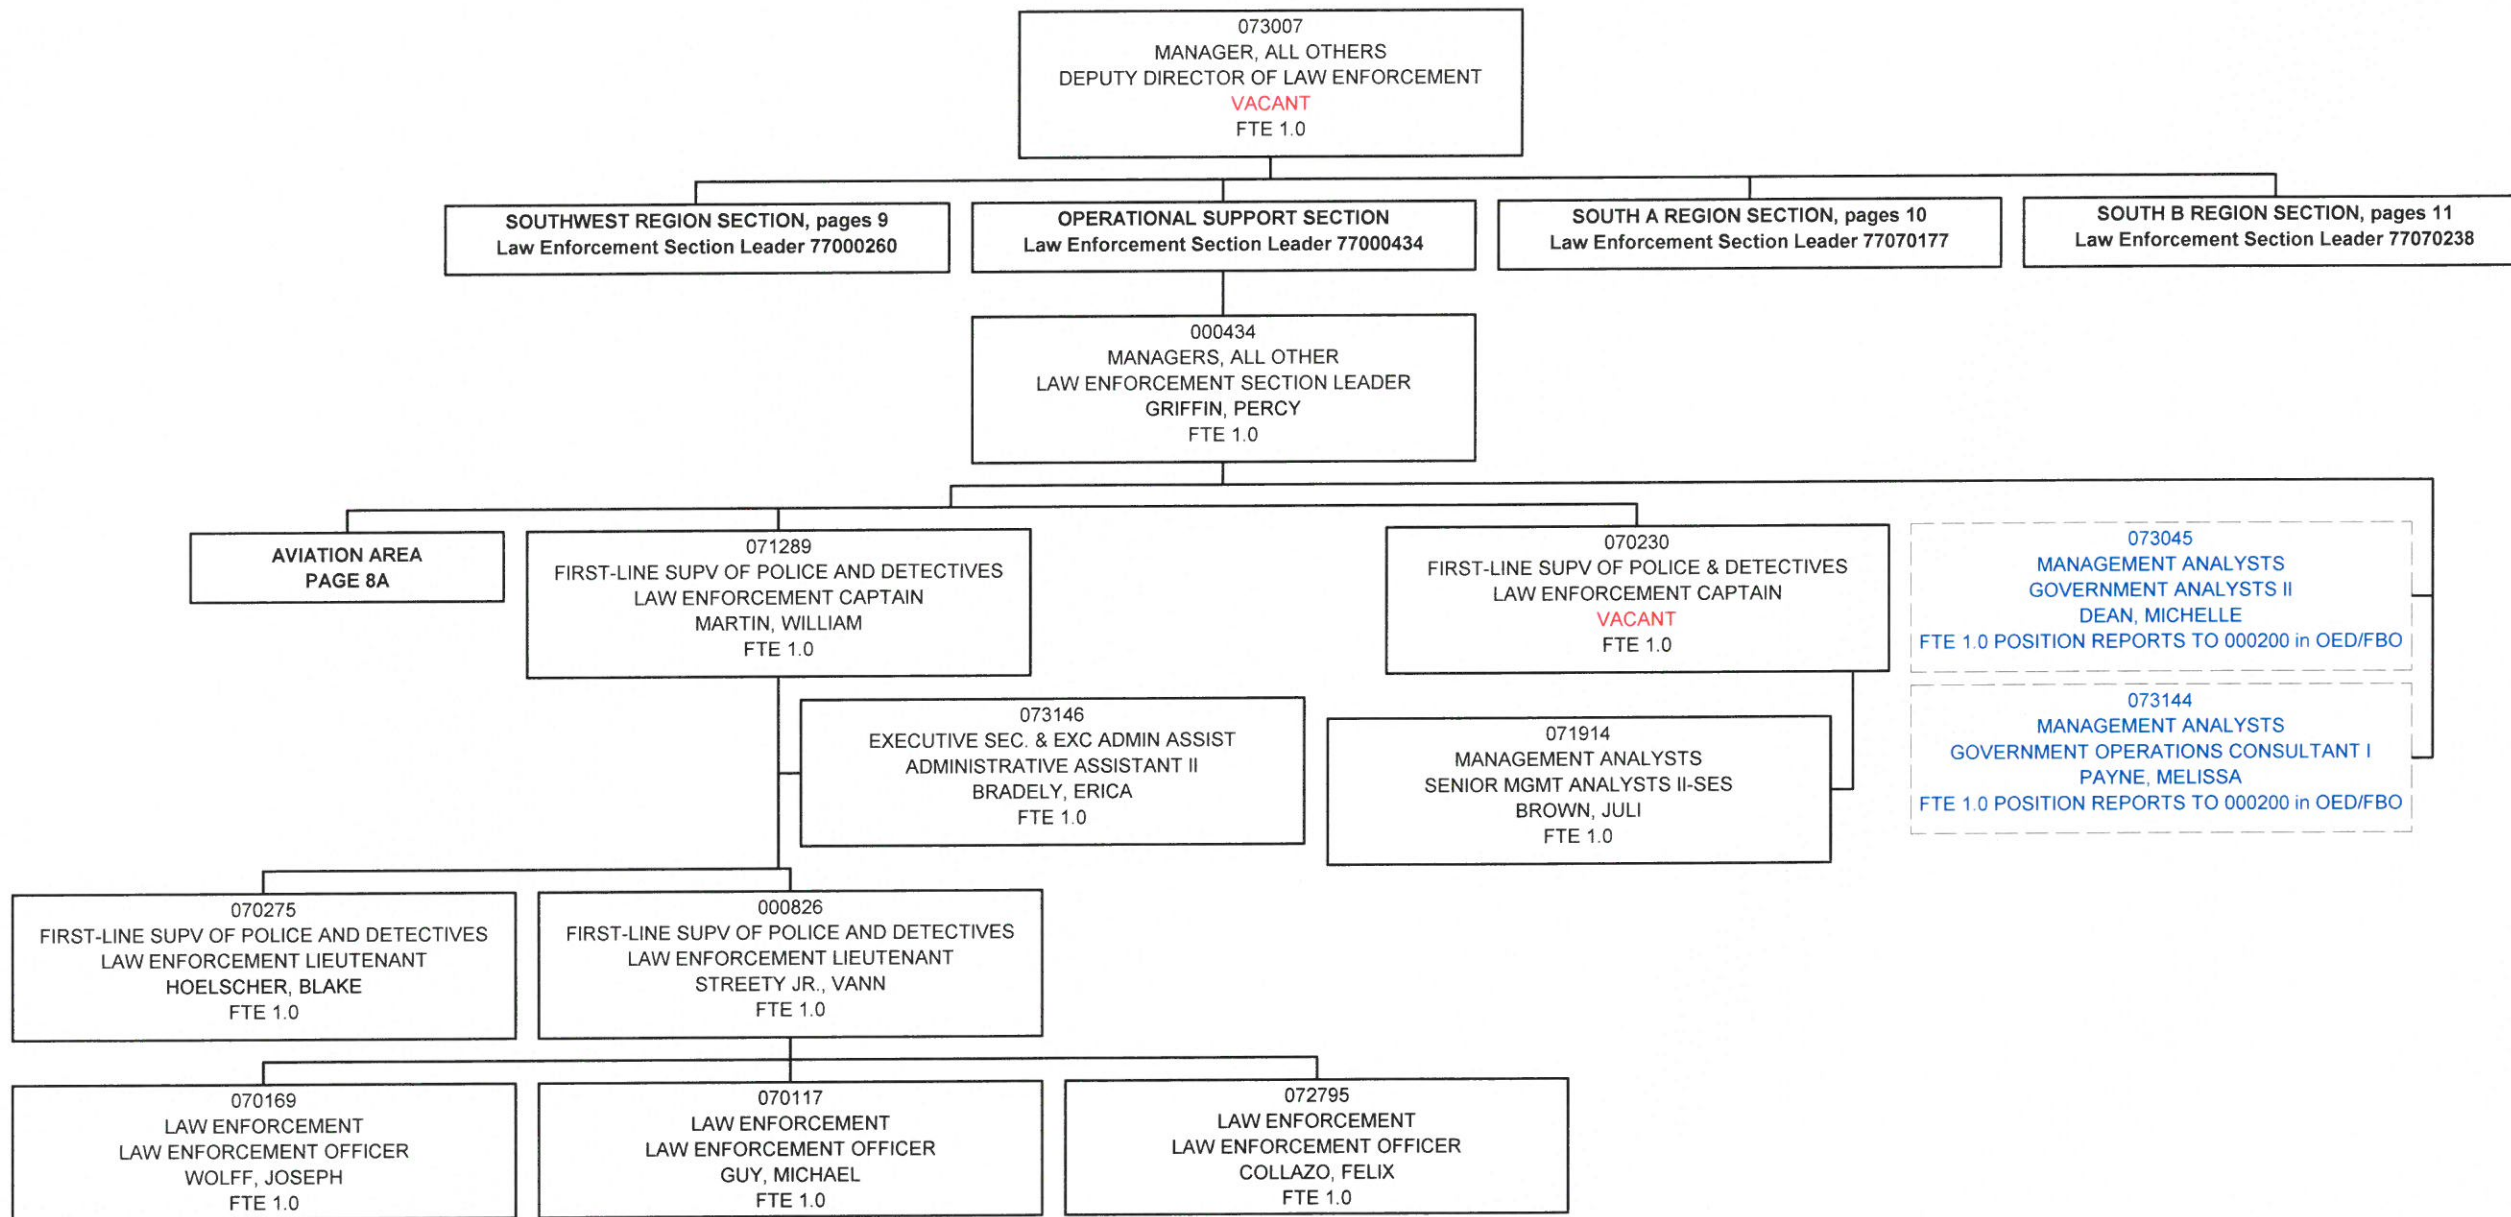 073007
MANAGER, ALL OTHERS
DEPUTY DIRECTOR OF LAW ENFORCEMENT
VACANT
FTE 1.0
SOUTHWEST REGION SECTION, pages 9
Law Enforcement Section Leader 77000260
OPERATIONAL SUPPORT SECTION
Law Enforcement Section Leader 77000434
SOUTH A REGION SECTION, pages 10
Law Enforcement Section Leader 77070177
SOUTH B REGION SECTION, pages 11
Law Enforcement Section Leader 77070238
000434
MANAGERS, ALL OTHER
LAW ENFORCEMENT SECTION LEADER
GRIFFIN, PERCY
FTE 1.0
AVIATION AREA
PAGE 8A
071289
FIRST-LINE SUPV OF POLICE AND DETECTIVES
LAW ENFORCEMENT CAPTAIN
MARTIN, WILLIAM
FTE 1.0
070230
FIRST-LINE SUPV OF POLICE & DETECTIVES
LAW ENFORCEMENT CAPTAIN
VACANT
FTE 1.0
073045
MANAGEMENT ANALYSTS
GOVERNMENT ANALYSTS II
DEAN, MICHELLE
FTE 1.0 POSITION REPORTS TO 000200 in OED/FBO
073146
EXECUTIVE SEC. & EXC ADMIN ASSIST
ADMINISTRATIVE ASSISTANT II
BRADELY, ERICA
FTE 1.0
071914
MANAGEMENT ANALYSTS
SENIOR MGMT ANALYSTS II-SES
BROWN, JULI
FTE 1.0
073144
MANAGEMENT ANALYSTS
GOVERNMENT OPERATIONS CONSULTANT I
PAYNE, MELISSA
FTE 1.0 POSITION REPORTS TO 000200 in OED/FBO
070275
FIRST-LINE SUPV OF POLICE AND DETECTIVES
LAW ENFORCEMENT LIEUTENANT
HOELSCHER, BLAKE
FTE 1.0
000826
FIRST-LINE SUPV OF POLICE AND DETECTIVES
LAW ENFORCEMENT LIEUTENANT
STREETY JR., VANN
FTE 1.0
070169
LAW ENFORCEMENT
LAW ENFORCEMENT OFFICER
WOLFF, JOSEPH
FTE 1.0
070117
LAW ENFORCEMENT
LAW ENFORCEMENT OFFICER
GUY, MICHAEL
FTE 1.0
072795
LAW ENFORCEMENT
LAW ENFORCEMENT OFFICER
COLLAZO, FELIX
FTE 1.0